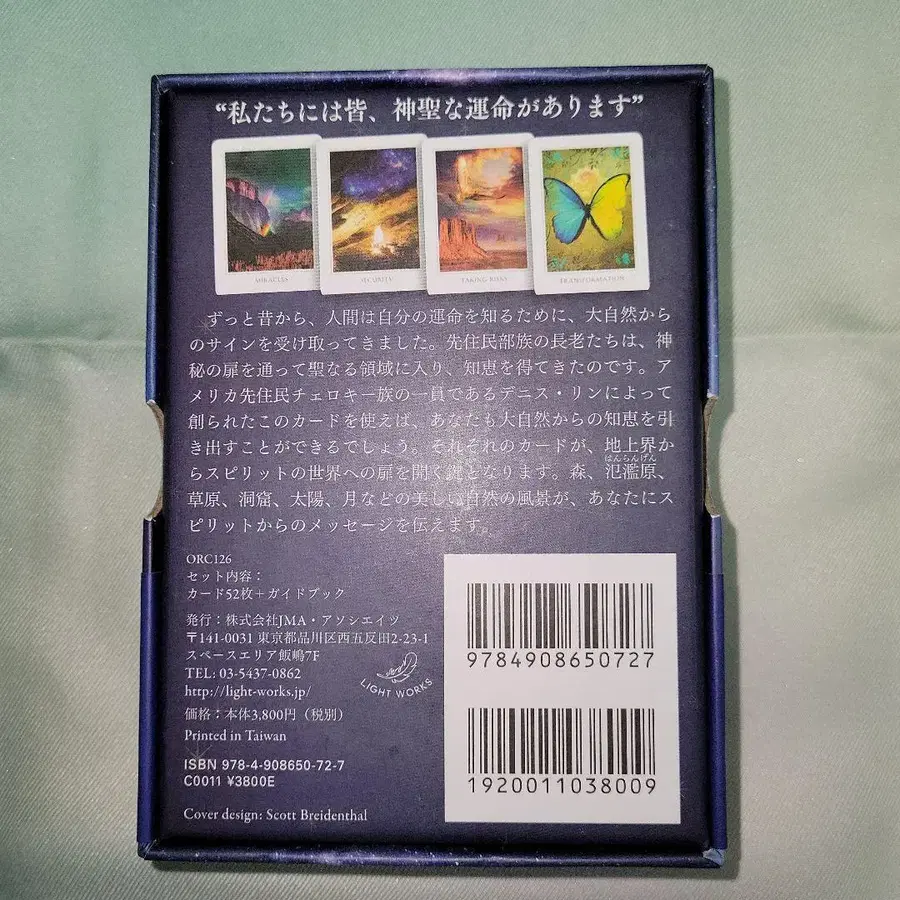 “私たちには皆、神聖な運命があります”
MIRACLES
SECURITY
TAKING RISKS
TRANSFORMATION
ずっと昔から、人間は自分の運命を知るために、大自然から
のサインを受け取ってきました。先住民部族の長老たちは、神
秘の扉を通って聖なる領域に入り、知恵を得てきたのです。ア
メリカ先住民チェロキー族の一員であるデニス・リンによって
創られたこのカードを使えば、あなたも大自然からの知恵を引
き出すことができるでしょう。それぞれのカードが、地上界か
らスピリットの世界への扉を開く鍵となります。森、氾濫原、
はんらんげん
草原、洞窟、太陽、月などの美しい自然の風景が、あなたにス
ピリットからのメッセージを伝えます。
ORC126
セット内容：
カード52枚＋ガイドブック
発行：株式会社JMA・アソシエイツ
〒141-0031 東京都品川区西五反田2-23-1
スペースエリア飯嶋7F
TEL: 03-5437-0862
http://light-works.jp/
LIGHT WORKS
価格：本体3,800円（税別）
Printed in Taiwan
ISBN 978-4-908650-72-7
C0011 ¥3800E
Cover design: Scott Breidenthal
9784908650727
1920011038009